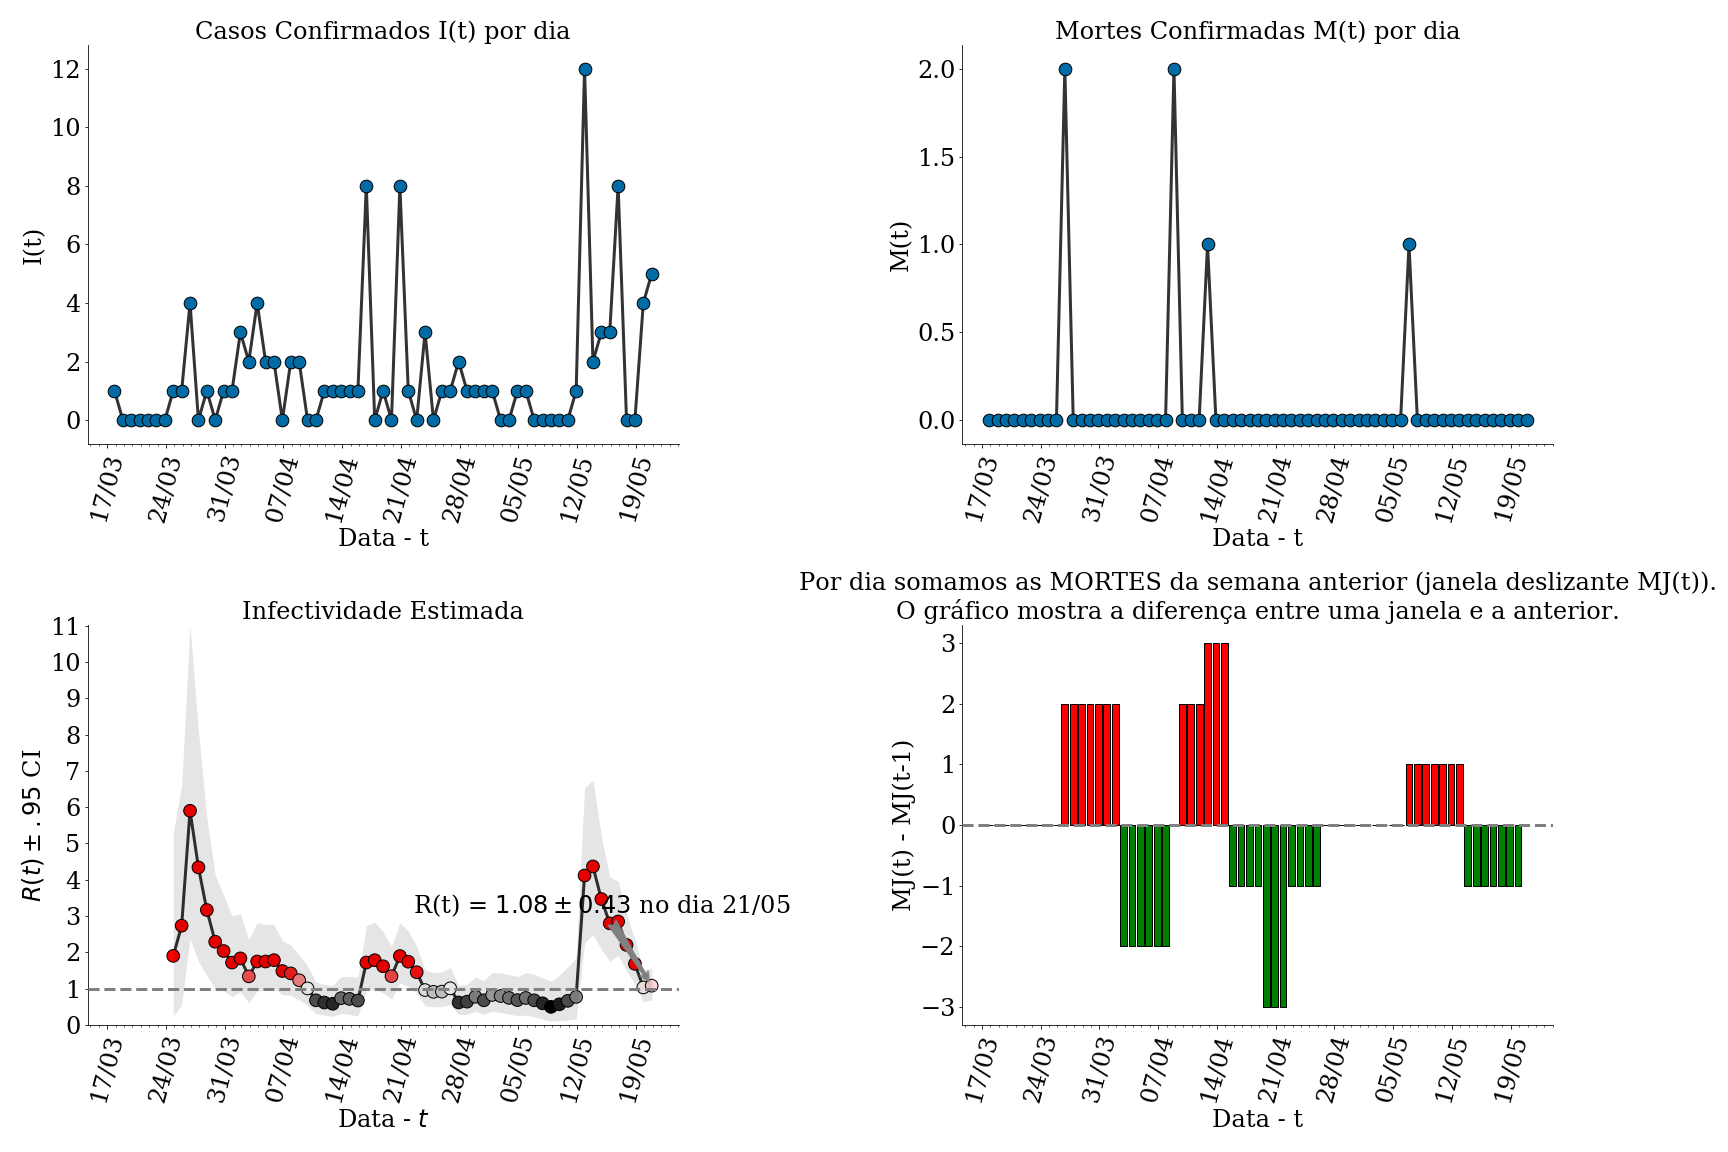 Casos Confirmados I(t) por dia
I(t)
12
10
8
6
4
2
0
17/03 24/03 31/03 07/04 14/04 21/04 28/04 05/05 12/05 19/05
Data - t
Mortes Confirmadas M(t) por dia
M(t)
2.0
1.5
1.0
0.5
0.0
17/03 24/03 31/03 07/04 14/04 21/04 28/04 05/05 12/05 19/05
Data - t
Infectividade Estimada
R(t) ± .95 CI
11
10
9
8
7
6
5
4
3
2
1
0
R(t) = 1.08 ± 0.43 no dia 21/05
17/03 24/03 31/03 07/04 14/04 21/04 28/04 05/05 12/05 19/05
Data - t
Por dia somamos as MORTES da semana anterior (janela deslizante MJ(t)).
O gráfico mostra a diferença entre uma janela e a anterior.
MJ(t) - MJ(t-1)
3
2
1
0
−1
−2
−3
17/03 24/03 31/03 07/04 14/04 21/04 28/04 05/05 12/05 19/05
Data - t